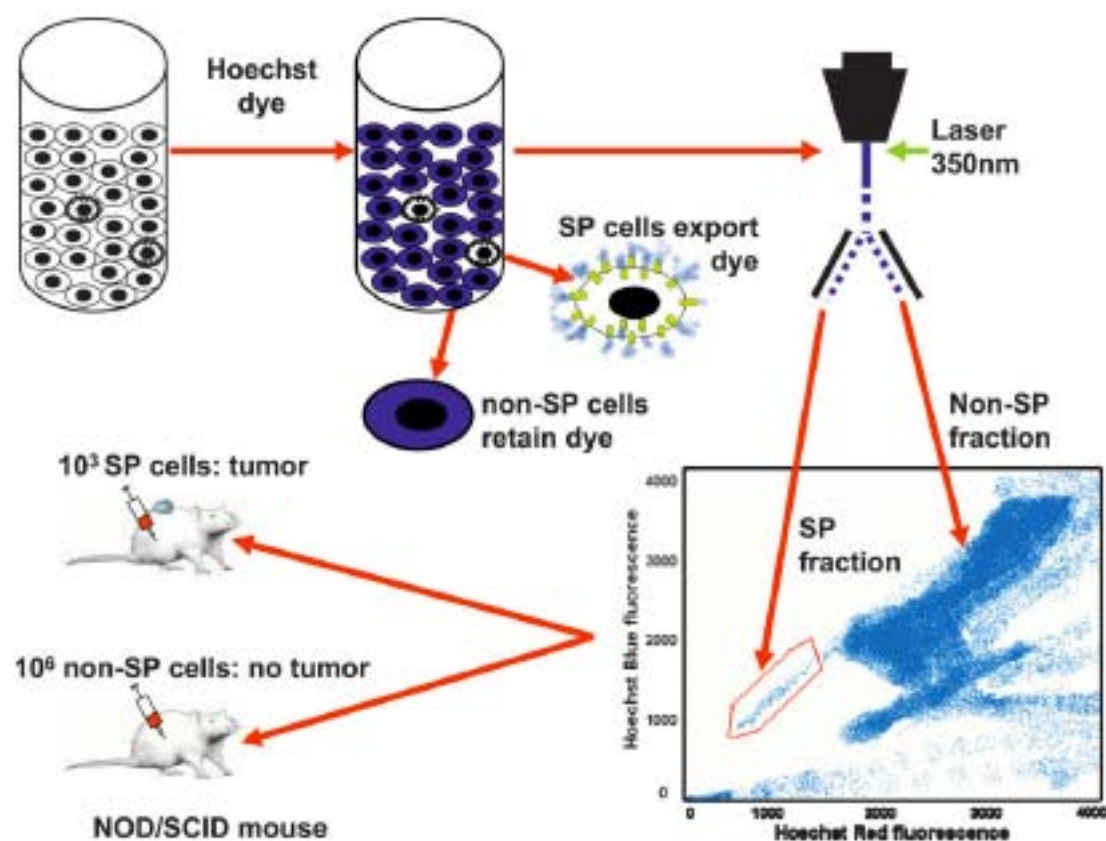 Hoechst
dye
Laser
350nm
SP cells export
dye
non-SP cells
retain dye
Non-SP
fraction
10³ SP cells: tumor
SP
fraction
10⁶ non-SP cells: no tumor
NOD/SCID mouse
4000
3000
2000
1000
0
Hoechst Blue fluorescence
0 1000 2000 3000 4000
Hoechst Red fluorescence